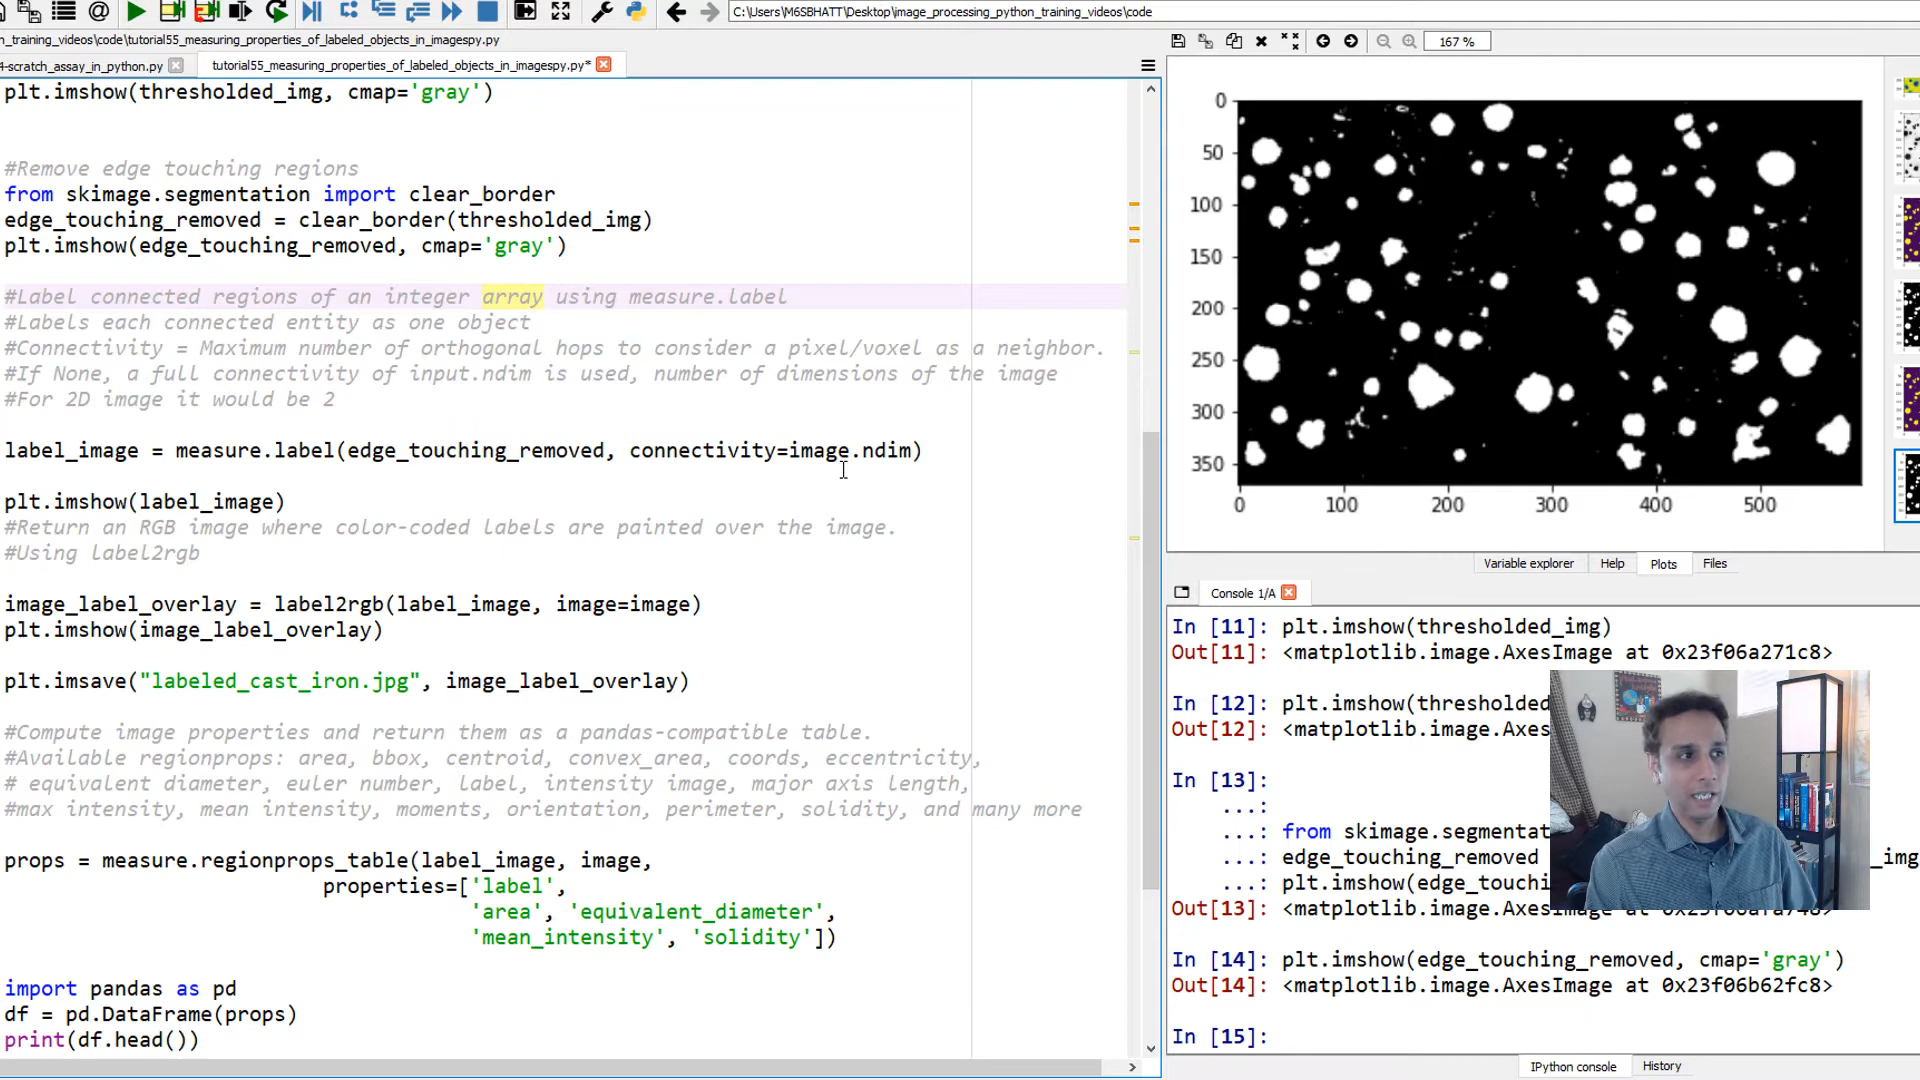 C:\Users\M6SBHATT\Desktop\image_processing_python_training_videos\code
n_training_videos\code\tutorial55_measuring_properties_of_labeled_objects_in_imagespy.py
4-scratch_assay_in_python.py
tutorial55_measuring_properties_of_labeled_objects_in_imagespy.py*
plt.imshow(thresholded_img, cmap='gray')
#Remove edge touching regions
from skimage.segmentation import clear_border
edge_touching_removed = clear_border(thresholded_img)
plt.imshow(edge_touching_removed, cmap='gray')
#Label connected regions of an integer array using measure.label
#Labels each connected entity as one object
#Connectivity = Maximum number of orthogonal hops to consider a pixel/voxel as a neighbor.
#If None, a full connectivity of input.ndim is used, number of dimensions of the image
#For 2D image it would be 2
label_image = measure.label(edge_touching_removed, connectivity=image.ndim)
plt.imshow(label_image)
#Return an RGB image where color-coded labels are painted over the image.
#Using label2rgb
image_label_overlay = label2rgb(label_image, image=image)
plt.imshow(image_label_overlay)
plt.imsave("labeled_cast_iron.jpg", image_label_overlay)
#Compute image properties and return them as a pandas-compatible table.
#Available regionprops: area, bbox, centroid, convex_area, coords, eccentricity,
# equivalent diameter, euler number, label, intensity image, major axis length,
#max intensity, mean intensity, moments, orientation, perimeter, solidity, and many more
props = measure.regionprops_table(label_image, image,
properties=['label',
'area', 'equivalent_diameter',
'mean_intensity', 'solidity'])
import pandas as pd
df = pd.DataFrame(props)
print(df.head())
167 %
0
50
100
150
200
250
300
350
0 100 200 300 400 500
Variable explorer Help Plots Files
Console 1/A
In [11]: plt.imshow(thresholded_img)
Out[11]: <matplotlib.image.AxesImage at 0x23f06a271c8>
In [12]: plt.imshow(thresholded
Out[12]: <matplotlib.image.AxesImage
In [13]:
...:
...: from skimage.segmentat
...: edge_touching_removed _img
...: plt.imshow(edge_touchi
Out[13]: <matplotlib.image.AxesImage at
In [14]: plt.imshow(edge_touching_removed, cmap='gray')
Out[14]: <matplotlib.image.AxesImage at 0x23f06b62fc8>
In [15]:
IPython console History